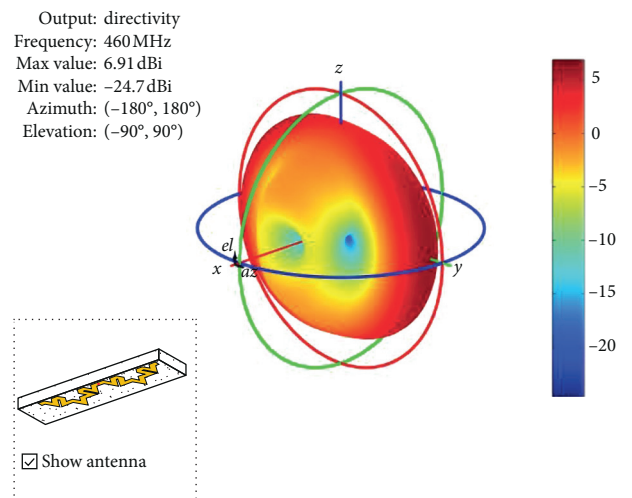 Output: directivity
Frequency: 460 MHz
Max value: 6.91 dBi
Min value: –24.7 dBi
Azimuth: (–180°, 180°)
Elevation: (–90°, 90°)
z
el
x
az
y
5
0
–5
–10
–15
–20
Show antenna